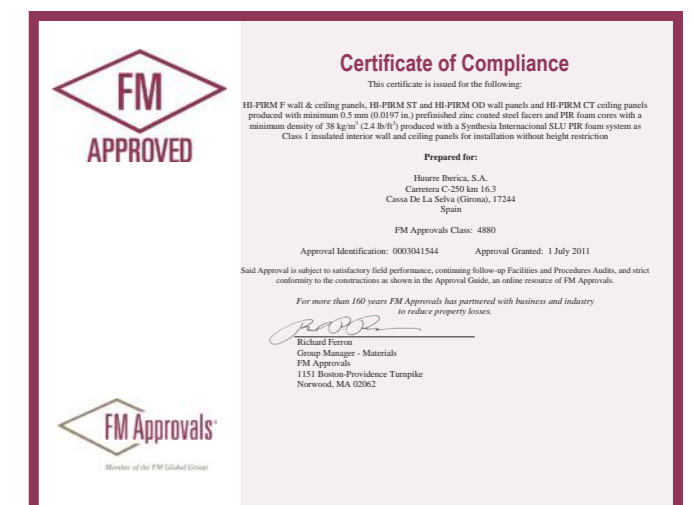 FM
APPROVED
Certificate of Compliance
This certificate is issued for the following:
HI-PIRM F wall & ceiling panels, HI-PIRM ST and HI-PIRM OD wall panels and HI-PIRM CT ceiling panels
produced with minimum 0.5 mm (0.0197 in.) prefinished zinc coated steel facers and PIR foam cores with a
minimum density of 38 kg/m³ (2.4 lb/ft³) produced with a Synthesia Internacional SLU PIR foam system as
Class 1 insulated interior wall and ceiling panels for installation without height restriction
Prepared for:
Huurre Iberica, S.A.
Carretera C-250 km 16.3
Cassa De La Selva (Girona), 17244
Spain
FM Approvals Class: 4880
Approval Identification: 0003041544 Approval Granted: 1 July 2011
Said Approval is subject to satisfactory field performance, continuing follow-up Facilities and Procedures Audits, and strict
conformity to the constructions as shown in the Approval Guide, an online resource of FM Approvals.
For more than 160 years FM Approvals has partnered with business and industry
to reduce property losses.
Richard Ferron
Group Manager - Materials
FM Approvals
1151 Boston-Providence Turnpike
Norwood, MA 02062
FM Approvals
Member of the FM Global Group